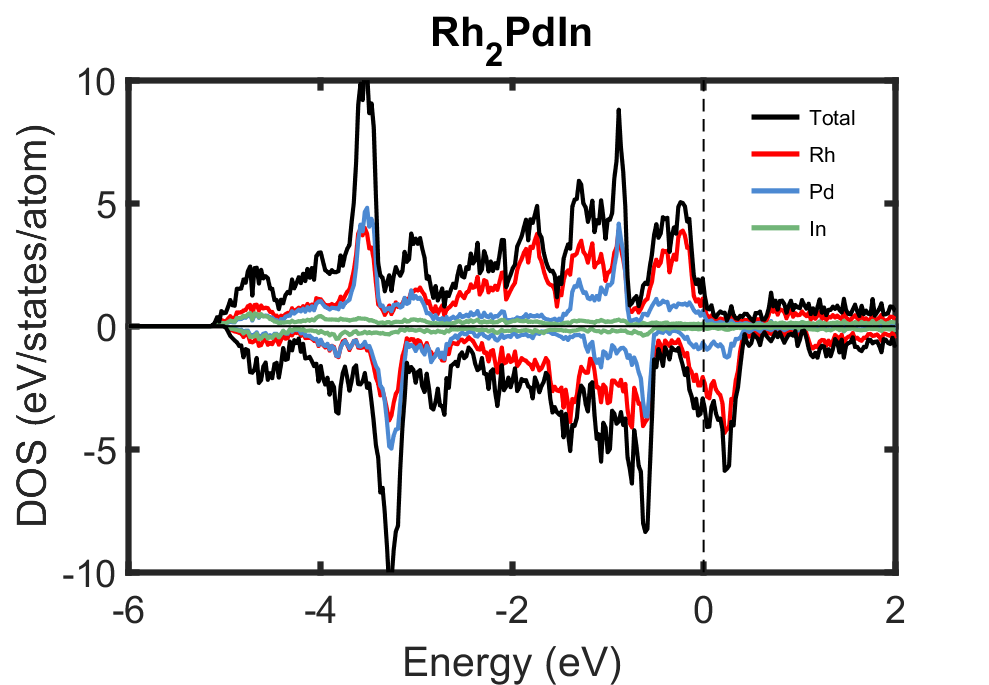 Rh₂PdIn
10
5
0
-5
-10
DOS (eV/states/atom)
Total
Rh
Pd
In
-6
-4
-2
0
2
Energy (eV)